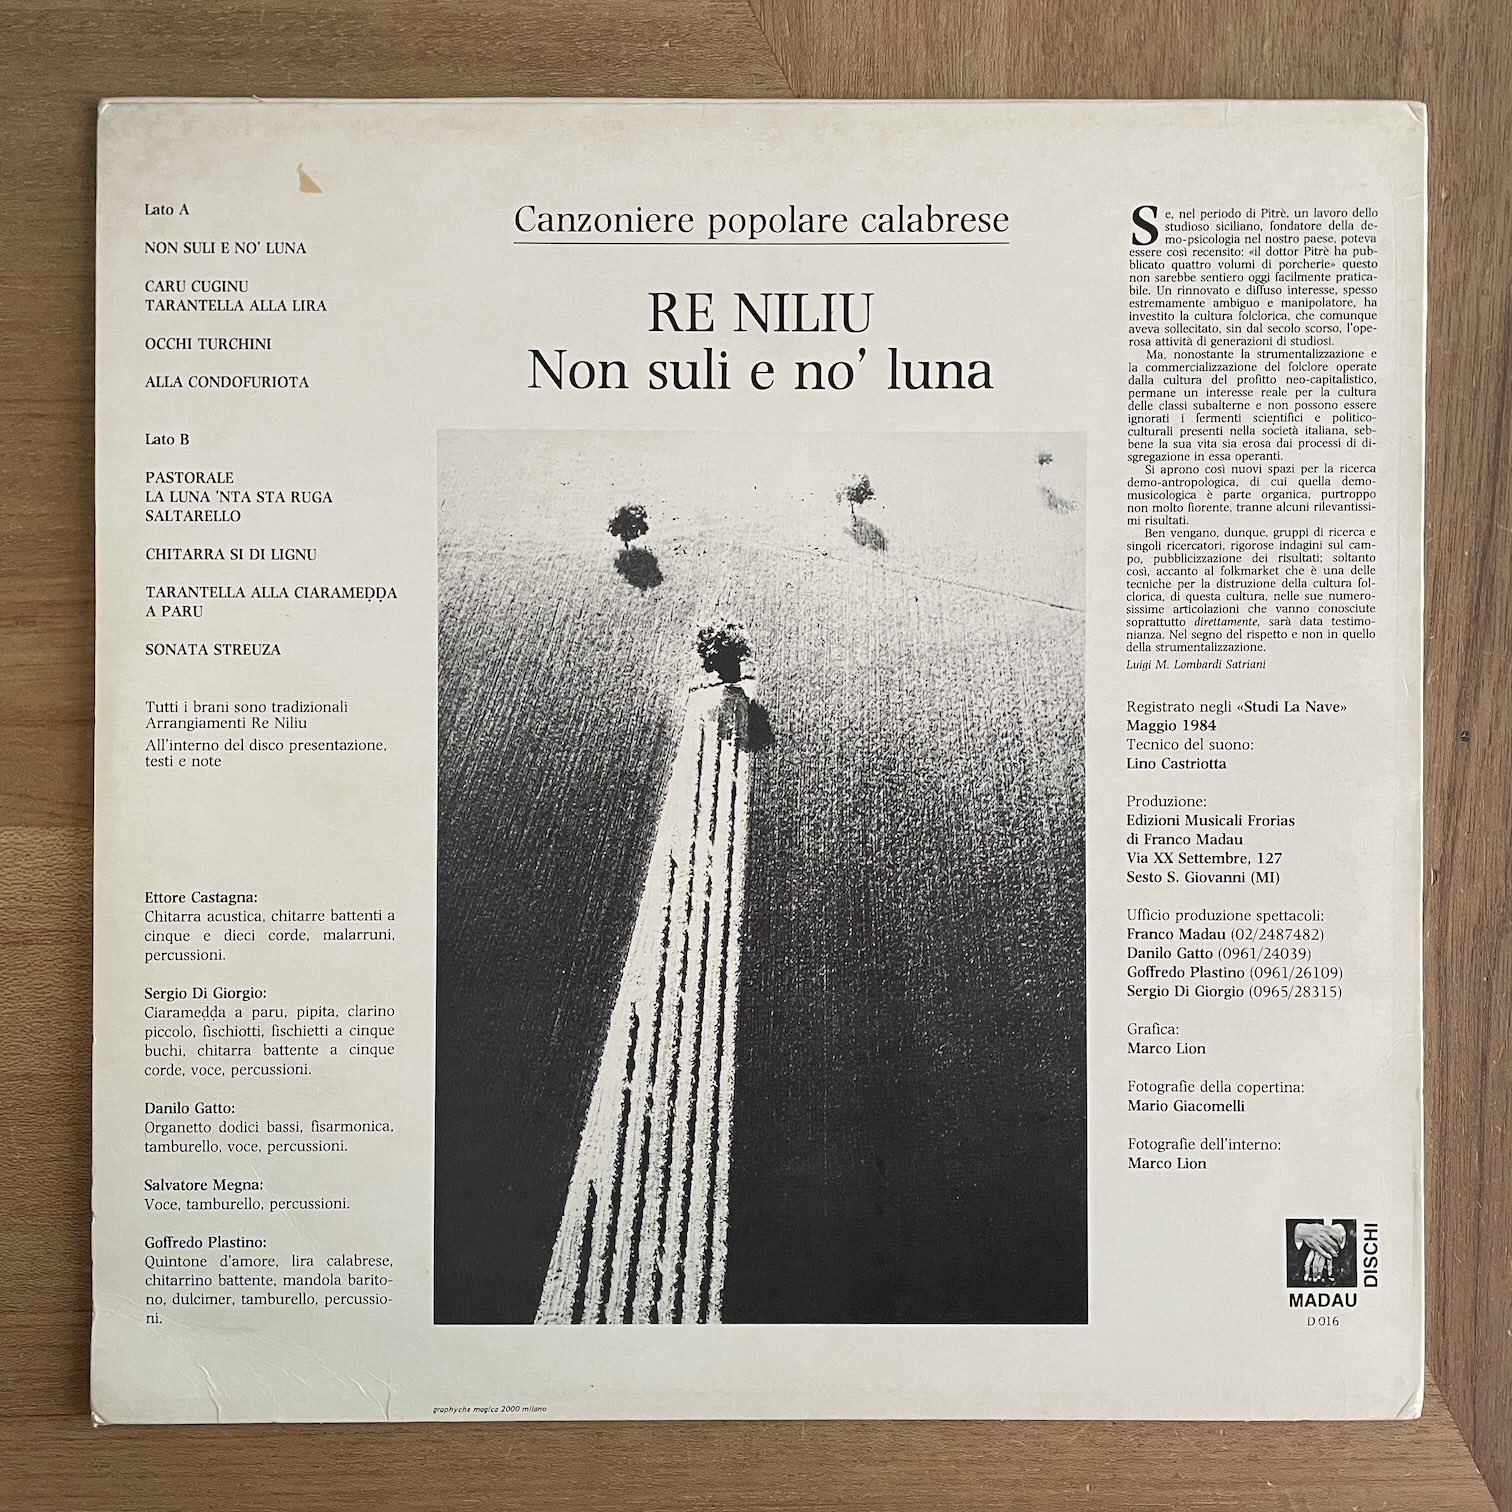 Lato A
NON SULI E NO' LUNA
CARU CUGINU
TARANTELLA ALLA LIRA
OCCHI TURCHINI
ALLA CONDOFURIOTA
Lato B
PASTORALE
LA LUNA 'NTA STA RUGA
SALTARELLO
CHITARRA SI DI LIGNU
TARANTELLA ALLA CIARAMEḌḌA
A PARU
SONATA STREUZA
Tutti i brani sono tradizionali
Arrangiamenti Re Niliu
All'interno del disco presentazione,
testi e note
Ettore Castagna:
Chitarra acustica, chitarre battenti a
cinque e dieci corde, malarruni,
percussioni.
Sergio Di Giorgio:
Ciarameḍḍa a paru, pipita, clarino
piccolo, fischiotti, fischietti a cinque
buchi, chitarra battente a cinque
corde, voce, percussioni.
Danilo Gatto:
Organetto dodici bassi, fisarmonica,
tamburello, voce, percussioni.
Salvatore Megna:
Voce, tamburello, percussioni.
Goffredo Plastino:
Quintone d'amore, lira calabrese,
chitarrino battente, mandola barito-
no, dulcimer, tamburello, percussio-
ni.
Canzoniere popolare calabrese
RE NILIU
Non suli e no' luna
graphyche magica 2000 milano
Se, nel periodo di Pitrè, un lavoro dello
studioso siciliano, fondatore della de-
mo-psicologia nel nostro paese, poteva
essere così recensito: «il dottor Pitrè ha pub-
blicato quattro volumi di porcherie» questo
non sarebbe sentiero oggi facilmente pratica-
bile. Un rinnovato e diffuso interesse, spesso
estremamente ambiguo e manipolatore, ha
investito la cultura folclorica, che comunque
aveva sollecitato, sin dal secolo scorso, l'ope-
rosa attività di generazioni di studiosi.
Ma, nonostante la strumentalizzazione e
la commercializzazione del folclore operate
dalla cultura del profitto neo-capitalistico,
permane un interesse reale per la cultura
delle classi subalterne e non possono essere
ignorati i fermenti scientifici e politico-
culturali presenti nella società italiana, seb-
bene la sua vita sia erosa dai processi di di-
sgregazione in essa operanti.
Si aprono così nuovi spazi per la ricerca
demo-antropologica, di cui quella demo-
musicologica è parte organica, purtroppo
non molto fiorente, tranne alcuni rilevantissi-
mi risultati.
Ben vengano, dunque, gruppi di ricerca e
singoli ricercatori, rigorose indagini sul cam-
po, pubblicizzazione dei risultati; soltanto
così, accanto al folkmarket che è una delle
tecniche per la distruzione della cultura fol-
clorica, di questa cultura, nelle sue numero-
sissime articolazioni che vanno conosciute
soprattutto direttamente, sarà data testimo-
nianza. Nel segno del rispetto e non in quello
della strumentalizzazione.
Luigi M. Lombardi Satriani
Registrato negli «Studi La Nave»
Maggio 1984
Tecnico del suono:
Lino Castriotta
Produzione:
Edizioni Musicali Frorias
di Franco Madau
Via XX Settembre, 127
Sesto S. Giovanni (MI)
Ufficio produzione spettacoli:
Franco Madau (02/2487482)
Danilo Gatto (0961/24039)
Goffredo Plastino (0961/26109)
Sergio Di Giorgio (0965/28315)
Grafica:
Marco Lion
Fotografie della copertina:
Mario Giacomelli
Fotografie dell'interno:
Marco Lion
MADAU
DISCHI
D 016